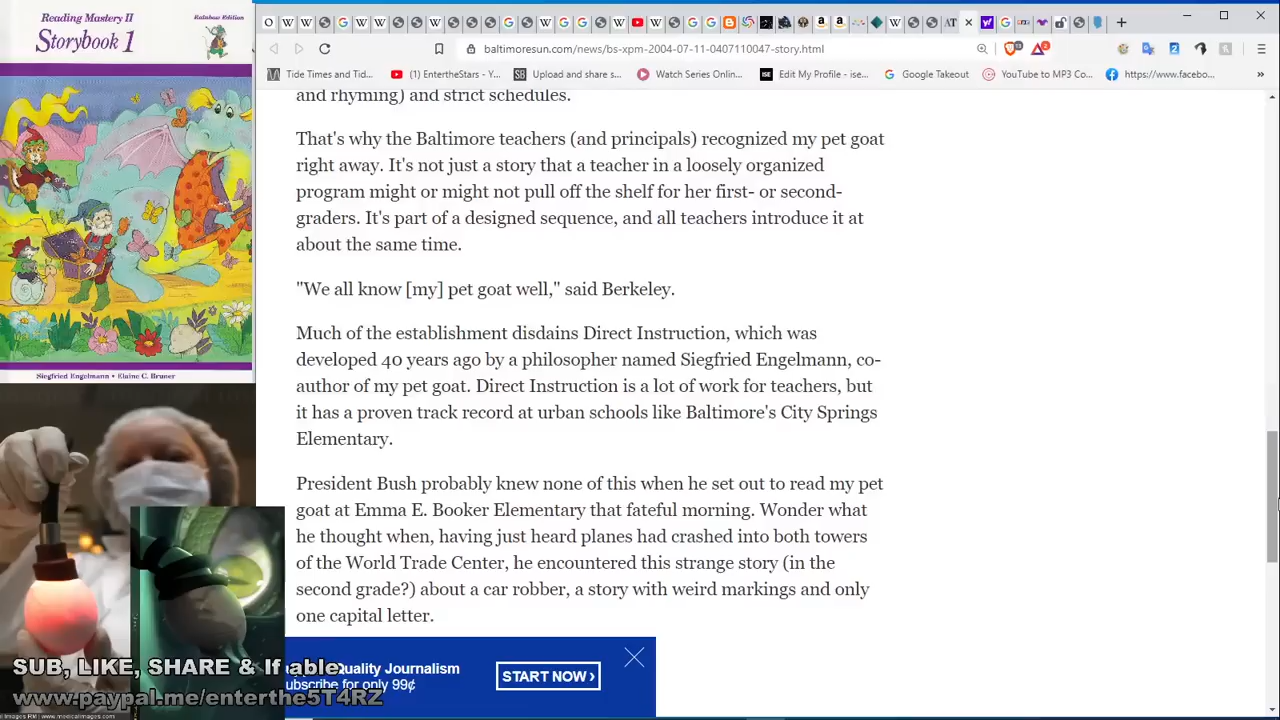 Reading Mastery II
Rainbow Edition
Storybook 1
Siegfried Engelmann • Elaine C. Bruner
baltimoresun.com/news/bs-xpm-2004-07-11-0407110047-story.html
Tide Times and Tid...
(1) EntertheStars - Y...
Upload and share s...
Watch Series Onlin...
Edit My Profile - ise...
Google Takeout
YouTube to MP3 Co...
https://www.facebo...
and rhyming) and strict schedules.
That's why the Baltimore teachers (and principals) recognized my pet goat
right away. It's not just a story that a teacher in a loosely organized
program might or might not pull off the shelf for her first- or second-
graders. It's part of a designed sequence, and all teachers introduce it at
about the same time.
"We all know [my] pet goat well," said Berkeley.
Much of the establishment disdains Direct Instruction, which was
developed 40 years ago by a philosopher named Siegfried Engelmann, co-
author of my pet goat. Direct Instruction is a lot of work for teachers, but
it has a proven track record at urban schools like Baltimore's City Springs
Elementary.
President Bush probably knew none of this when he set out to read my pet
goat at Emma E. Booker Elementary that fateful morning. Wonder what
he thought when, having just heard planes had crashed into both towers
of the World Trade Center, he encountered this strange story (in the
second grade?) about a car robber, a story with weird markings and only
one capital letter.
Quality Journalism
ubscribe for only 99¢
START NOW ›
SUB, LIKE, SHARE & If able:
www.paypal.me/enterthe5T4RZ